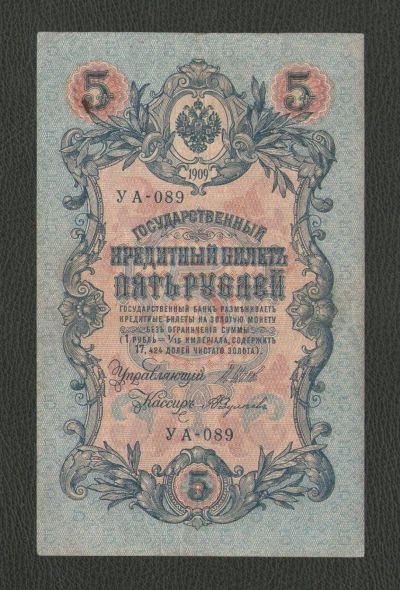 5 5
1909
УА-089
ГОСУДАРСТВЕННЫЙ
КРЕДИТНЫЙ БИЛЕТЪ
ПЯТЬ РУБЛЕЙ
ГОСУДАРСТВЕННЫЙ БАНКЪ РАЗМѢНИВАЕТЪ
КРЕДИТНЫЕ БИЛЕТЫ НА ЗОЛОТУЮ МОНЕТУ
БЕЗЪ ОГРАНИЧЕНІЯ СУММЫ
(1 РУБЛЬ = 1/15 ИМПЕРІАЛА, СОДЕРЖИТЪ
17,424 ДОЛЕЙ ЧИСТАГО ЗОЛОТА).
Управляющій
Кассиръ
УА-089
5